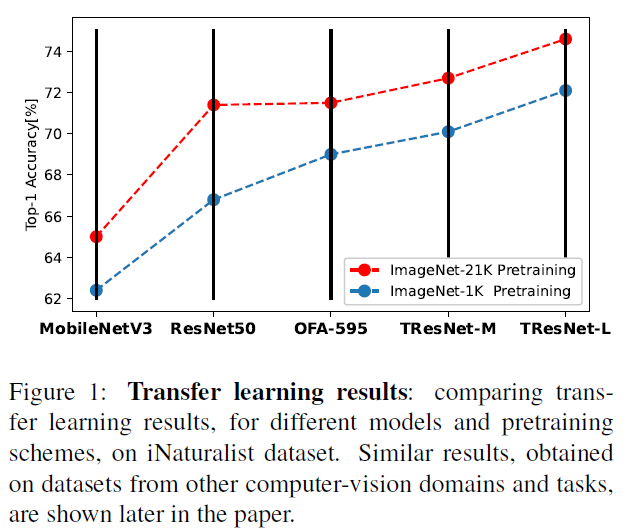 74
72
70
68
66
64
62
Top-1 Accuracy[%]
ImageNet-21K Pretraining
ImageNet-1K Pretraining
MobileNetV3 ResNet50 OFA-595 TResNet-M TResNet-L
Figure 1: Transfer learning results: comparing trans-
fer learning results, for different models and pretraining
schemes, on iNaturalist dataset. Similar results, obtained
on datasets from other computer-vision domains and tasks,
are shown later in the paper.